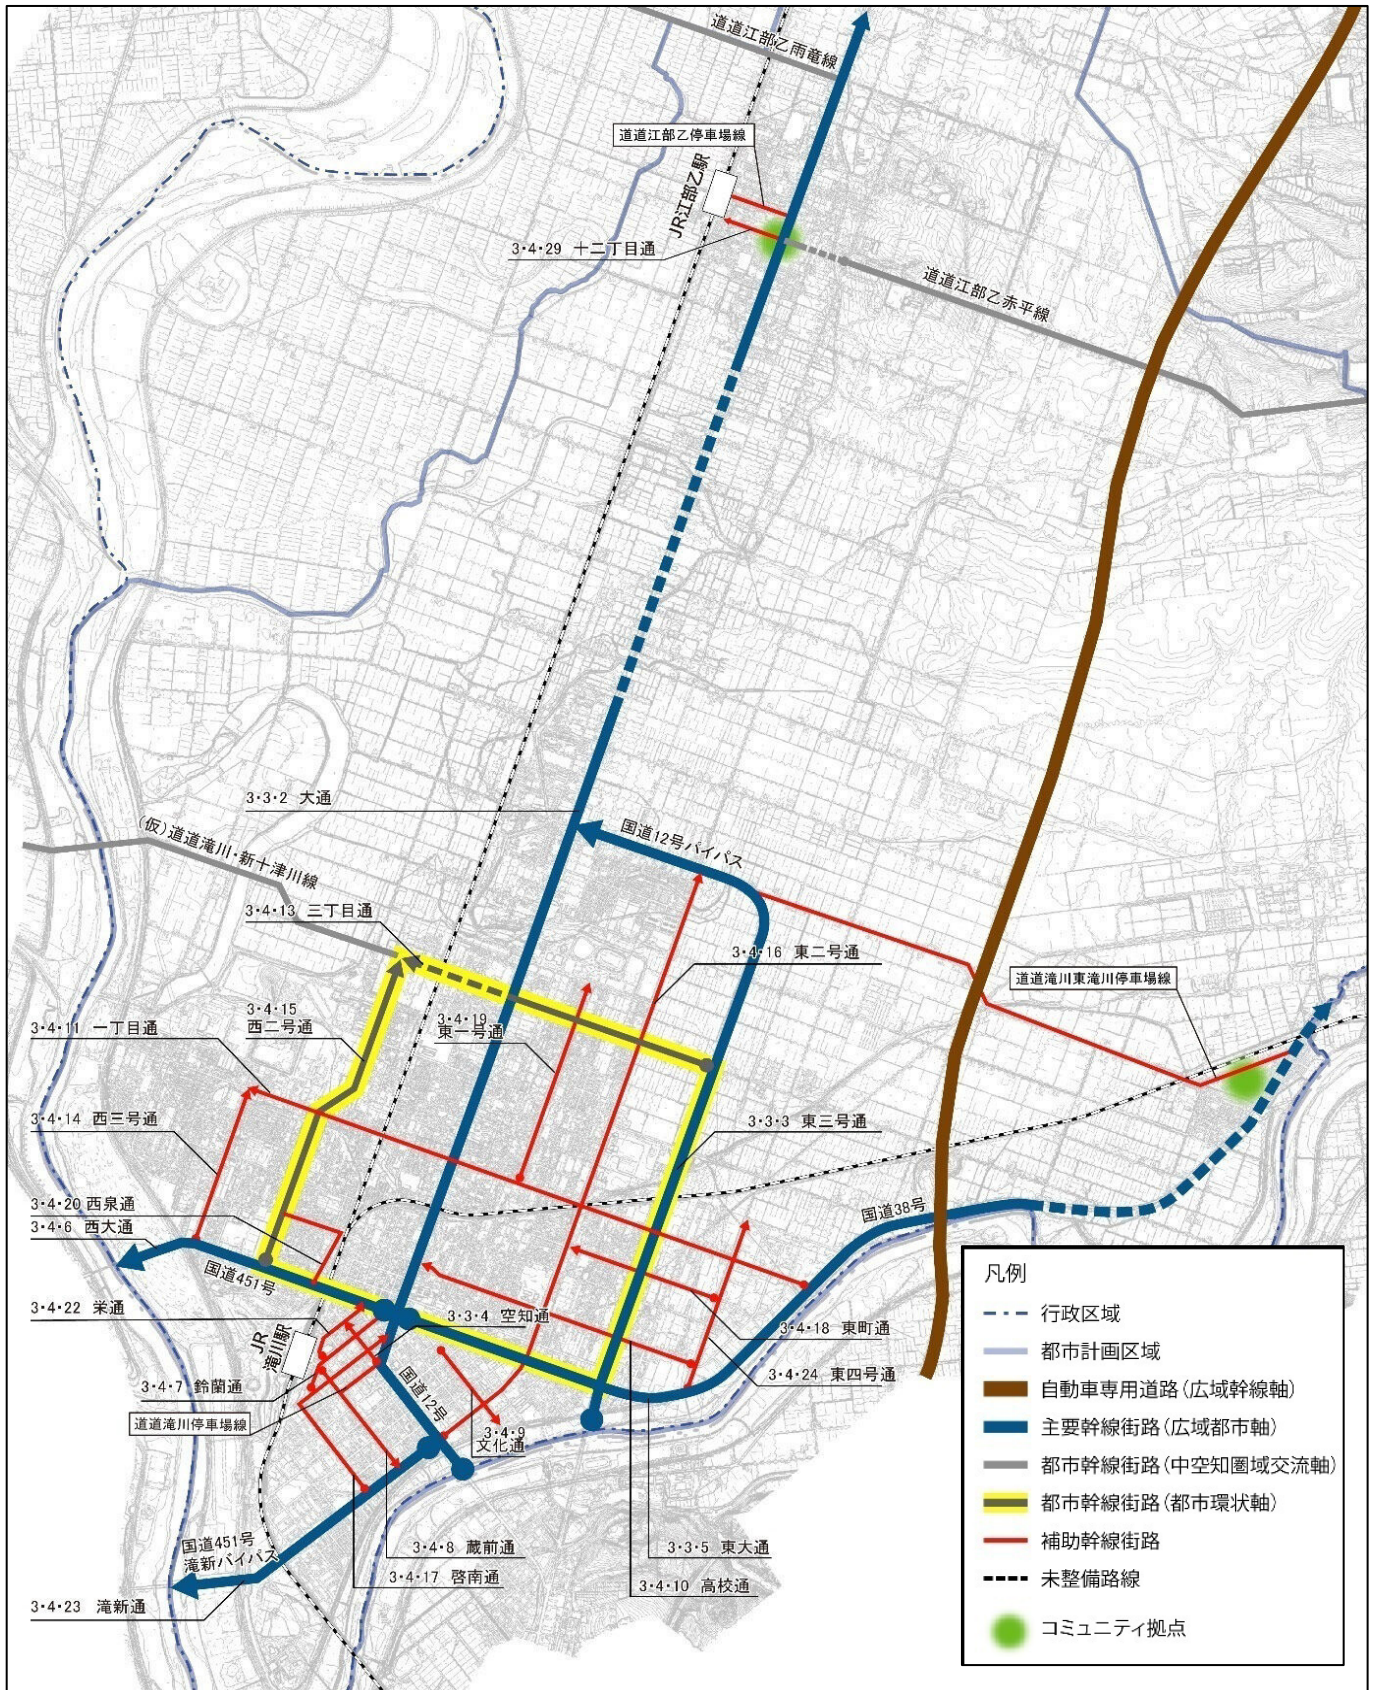 道道江部乙雨竜線
道道江部乙停車場線
JR江部乙駅
3・4・29 十二丁目通
道道江部乙赤平線
3・3・2 大通
国道12号バイパス
(仮)道道滝川・新十津川線
3・4・13 三丁目通
3・4・16 東二号通
道道滝川東滝川停車場線
3・4・15
西二号通
3・4・19
東一号通
3・4・11 一丁目通
3・4・14 西三号通
3・3・3 東三号通
3・4・20 西泉通
3・4・6 西大通
国道38号
国道451号
3・4・22 栄通
3・3・4 空知通
JR
滝川駅
3・4・18 東町通
3・4・7 鈴蘭通
3・4・24 東四号通
国道12号
道道滝川停車場線
3・4・9
文化通
国道451号
滝新バイパス
3・4・8 蔵前通
3・3・5 東大通
3・4・17 啓南通
3・4・10 高校通
3・4・23 滝新通
凡例
行政区域
都市計画区域
自動車専用道路(広域幹線軸)
主要幹線街路(広域都市軸)
都市幹線街路(中空知圏域交流軸)
都市幹線街路(都市環状軸)
補助幹線街路
未整備路線
コミュニティ拠点